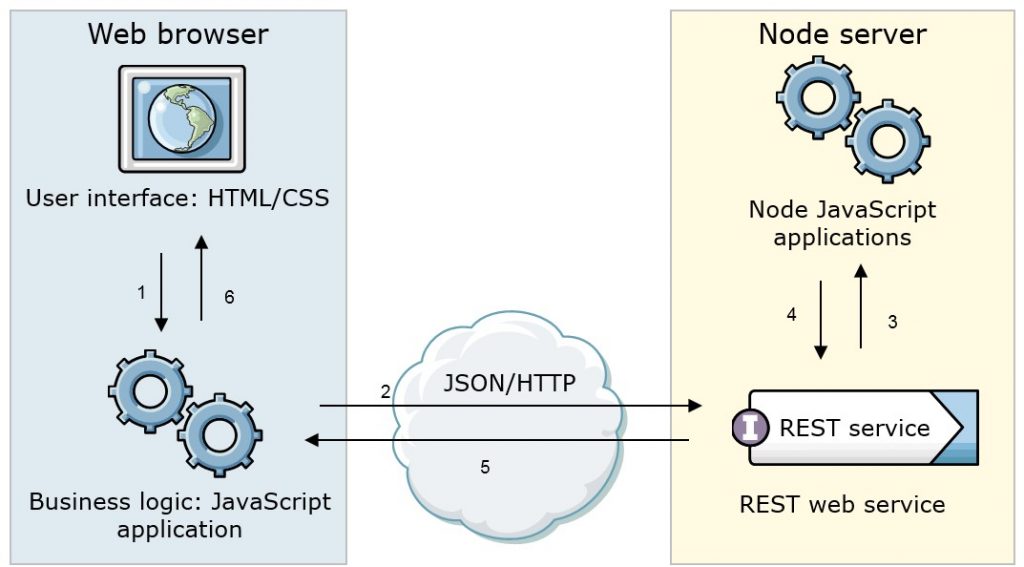 Web browser
User interface: HTML/CSS
1
6
Business logic: JavaScript
application
JSON/HTTP
2
5
Node server
Node JavaScript
applications
4
3
I
REST service
REST web service